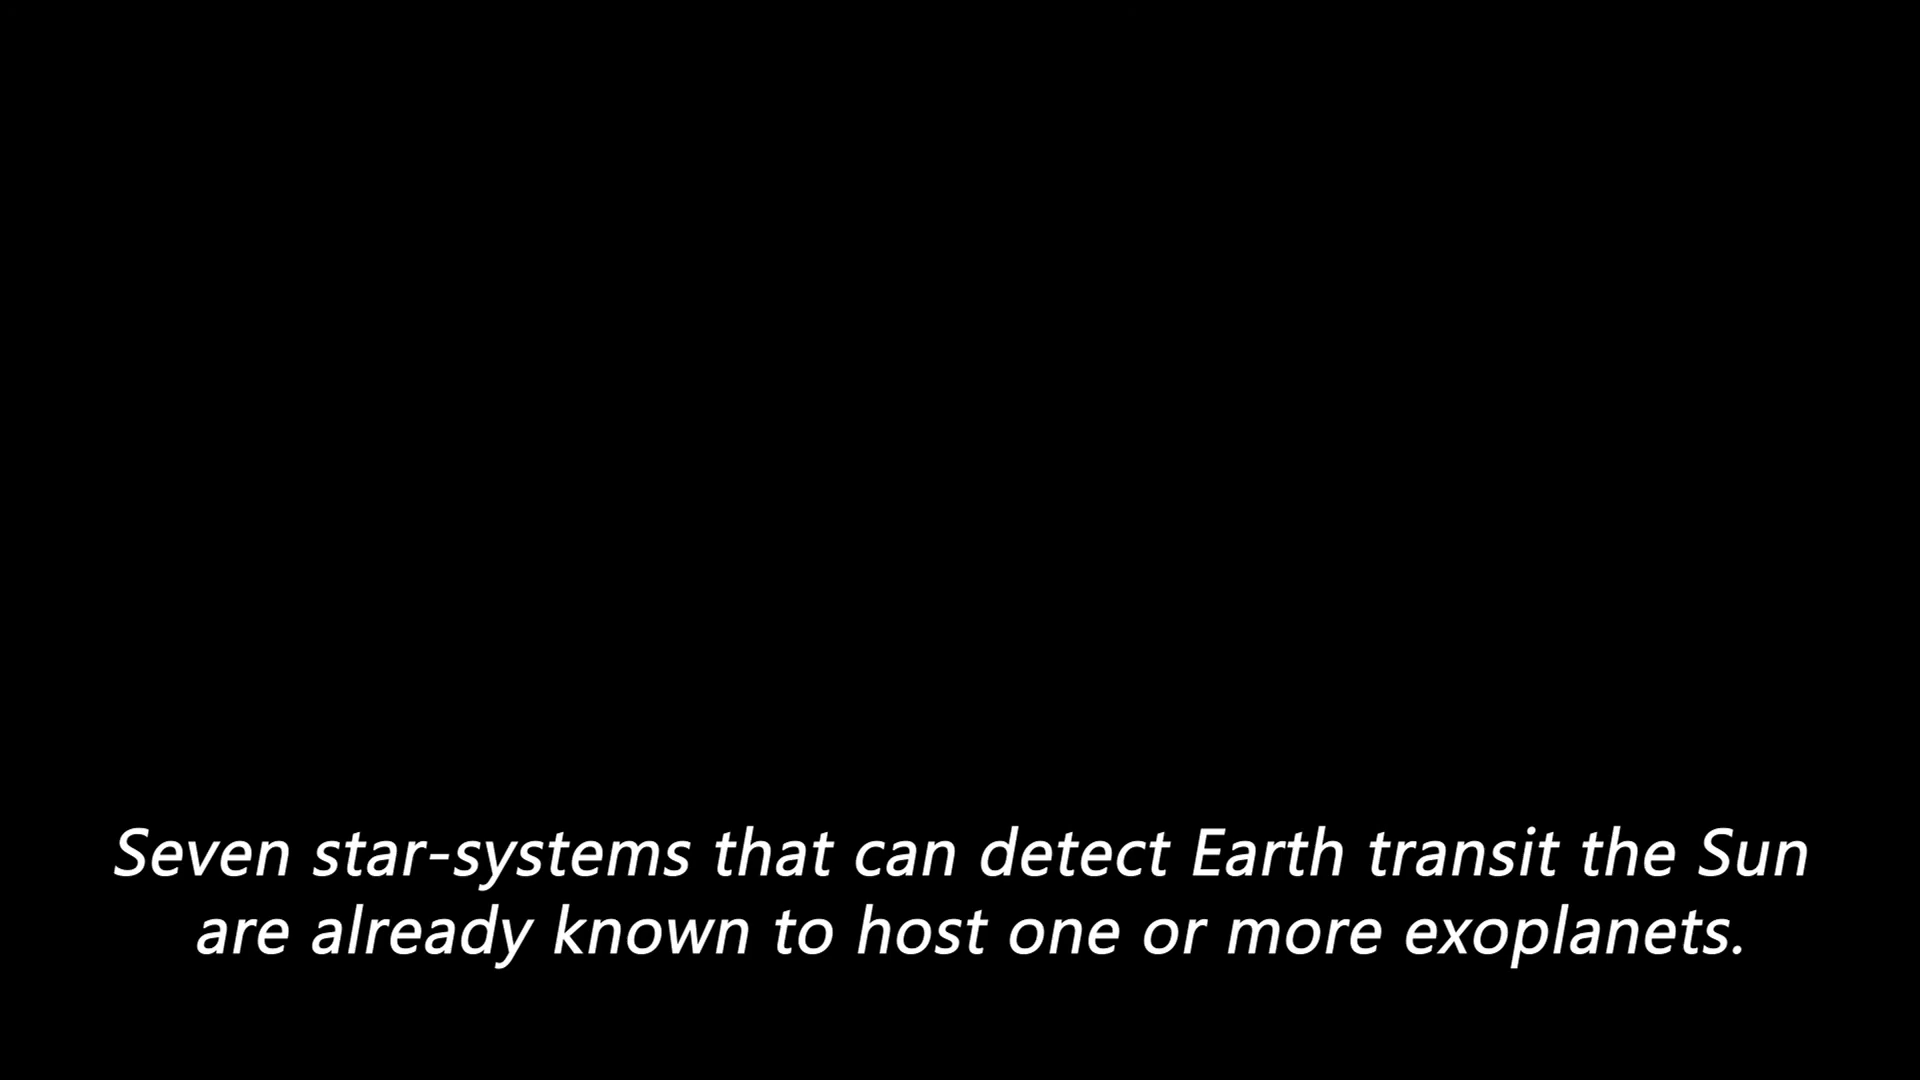 Seven star-systems that can detect Earth transit the Sun
are already known to host one or more exoplanets.